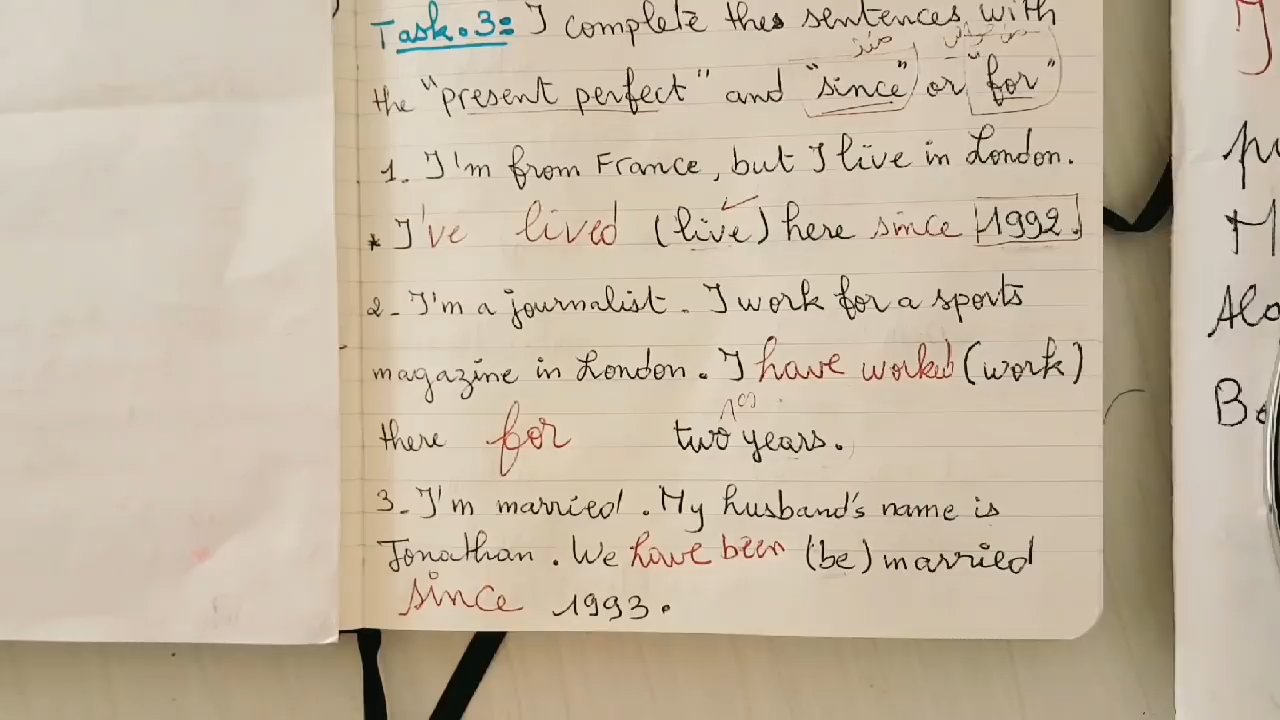 Task.3: I complete thes sentences with
منذ
the "present perfect" and "since" or "for"
1. I'm from France, but I live in London.
* I've lived (live) here since 1992.
2- I'm a journalist. I work for a sports
magazine in London. I have worked (work)
there for two years.
3- I'm married. My husband's name is
Jonathan. We have been (be) married
since 1993.